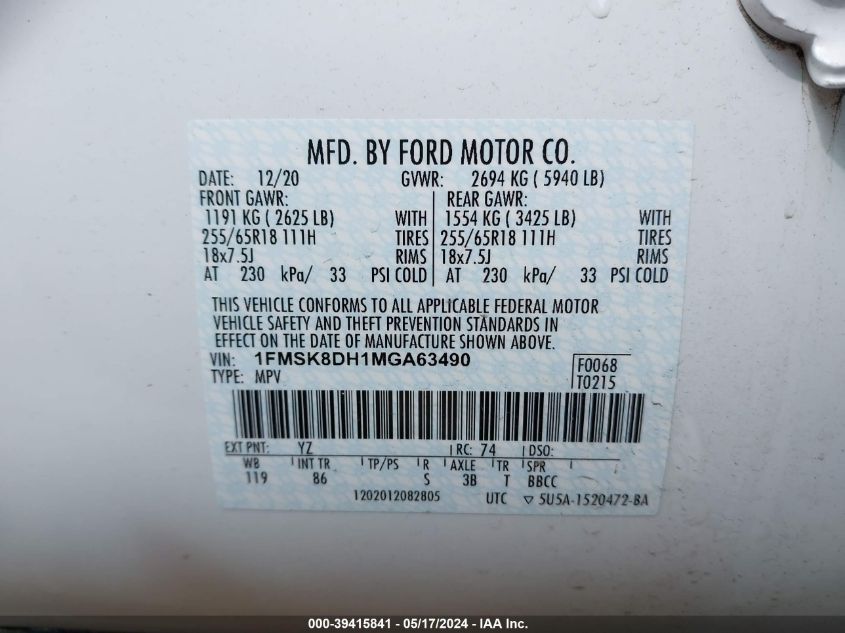 MFD. BY FORD MOTOR CO.
DATE: 12/20 GVWR: 2694 KG ( 5940 LB)
FRONT GAWR: REAR GAWR:
1191 KG ( 2625 LB) WITH 1554 KG ( 3425 LB) WITH
255/65R18 111H TIRES 255/65R18 111H TIRES
18x7.5J RIMS 18x7.5J RIMS
AT 230 kPa/ 33 PSI COLD AT 230 kPa/ 33 PSI COLD
THIS VEHICLE CONFORMS TO ALL APPLICABLE FEDERAL MOTOR
VEHICLE SAFETY AND THEFT PREVENTION STANDARDS IN
EFFECT ON THE DATE OF MANUFACTURE SHOWN ABOVE.
VIN: 1FMSK8DH1MGA63490 F0068
TYPE: MPV T0215
EXT PNT: YZ RC: 74 DSO:
WB INT TR TP/PS R AXLE TR SPR
119 86 S 3B T BBCC
1202012082805 UTC ▽ 5U5A-1520472-BA
000-39415841 - 05/17/2024 - IAA Inc.